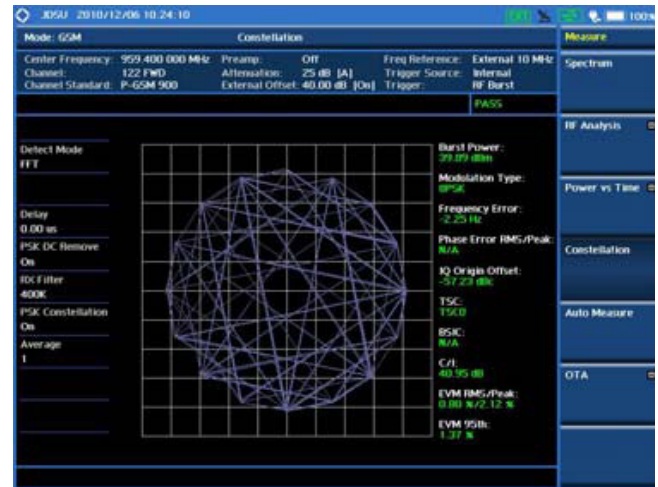 JDSU 2010/12/06 10:24:10
100%
Mode: GSM
Constellation
Measure
Center Frequency: 959.400 000 MHz
Preamp: Off
Freq Reference: External 10 MHz
Channel: 122 FWD
Attenuation: 25 dB [A]
Trigger Source: Internal
Channel Standard: P-GSM 900
External Offset: 40.00 dB [On]
Trigger: RF Burst
PASS
Spectrum
RF Analysis
Power vs Time
Constellation
Auto Measure
OTA
Detect Mode
FFT
Delay
0.00 us
PSK DC Remove
On
RX Filter
400K
PSK Constellation
On
Average
1
Burst Power:
39.09 dBm
Modulation Type:
8PSK
Frequency Error:
-2.25 Hz
Phase Error RMS/Peak:
N/A
IQ Origin Offset:
-57.23 dBc
TSC:
TSC0
BSIC:
N/A
C/I:
40.95 dB
EVM RMS/Peak:
%/2.12 %
EVM 95th:
1.37 %